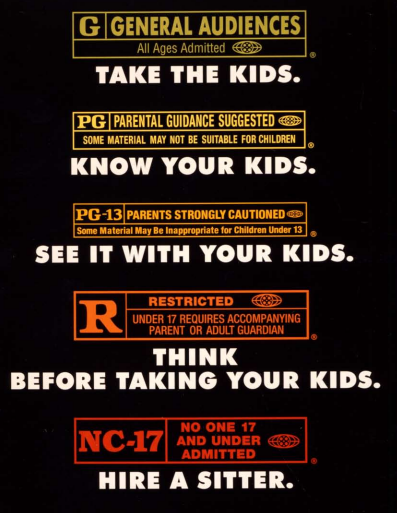 G GENERAL AUDIENCES
All Ages Admitted ®
TAKE THE KIDS.
PG PARENTAL GUIDANCE SUGGESTED
SOME MATERIAL MAY NOT BE SUITABLE FOR CHILDREN ®
KNOW YOUR KIDS.
PG-13 PARENTS STRONGLY CAUTIONED
Some Material May Be Inappropriate for Children Under 13 ®
SEE IT WITH YOUR KIDS.
R RESTRICTED
UNDER 17 REQUIRES ACCOMPANYING
PARENT OR ADULT GUARDIAN ®
THINK
BEFORE TAKING YOUR KIDS.
NC-17 NO ONE 17
AND UNDER
ADMITTED ®
HIRE A SITTER.